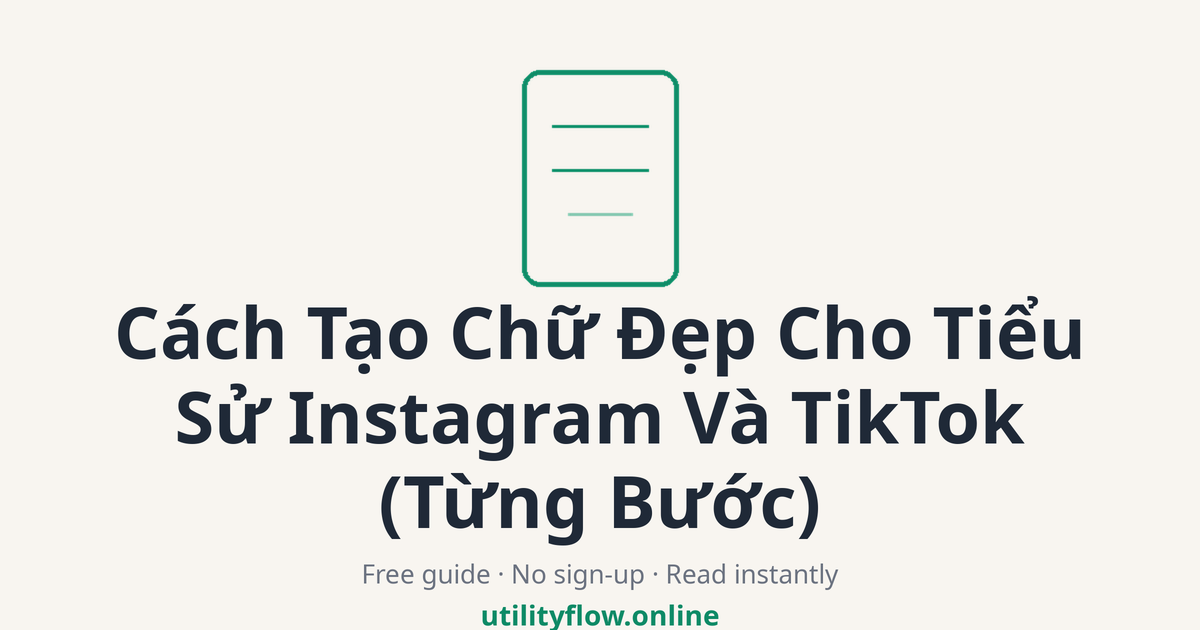 Cách Tạo Chữ Đẹp Cho Tiểu
Sử Instagram Và TikTok
(Từng Bước)
Free guide · No sign-up · Read instantly
utilityflow.online